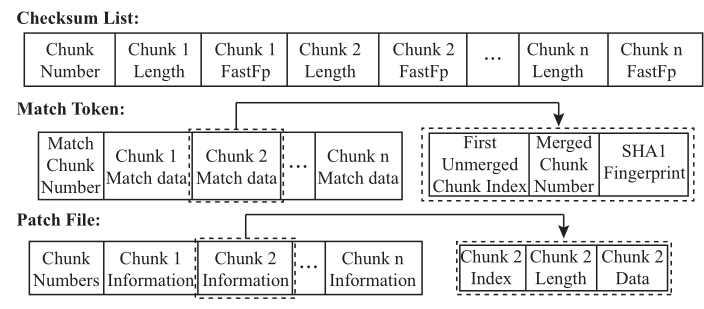 Checksum List:
Chunk Number
Chunk 1 Length
Chunk 1 FastFp
Chunk 2 Length
Chunk 2 FastFp
...
Chunk n Length
Chunk n FastFp
Match Token:
Match Chunk Number
Chunk 1 Match data
Chunk 2 Match data
...
Chunk n Match data
First Unmerged Chunk Index
Merged Chunk Number
SHA1 Fingerprint
Patch File:
Chunk Numbers
Chunk 1 Information
Chunk 2 Information
...
Chunk n Information
Chunk 2 Index
Chunk 2 Length
Chunk 2 Data